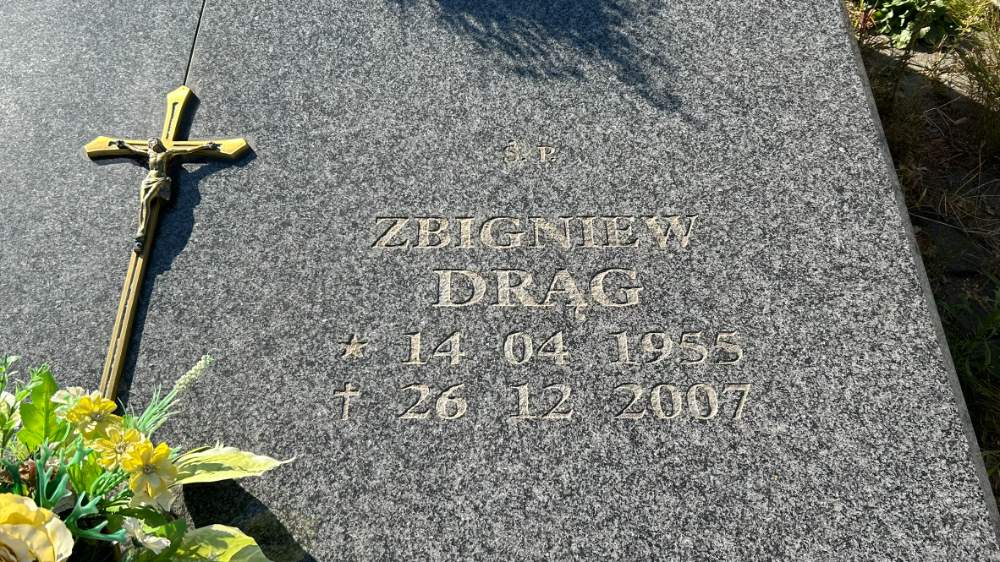 Ś. P.
ZBIGNIEW
DRĄG
★ 14 04 1955
† 26 12 2007